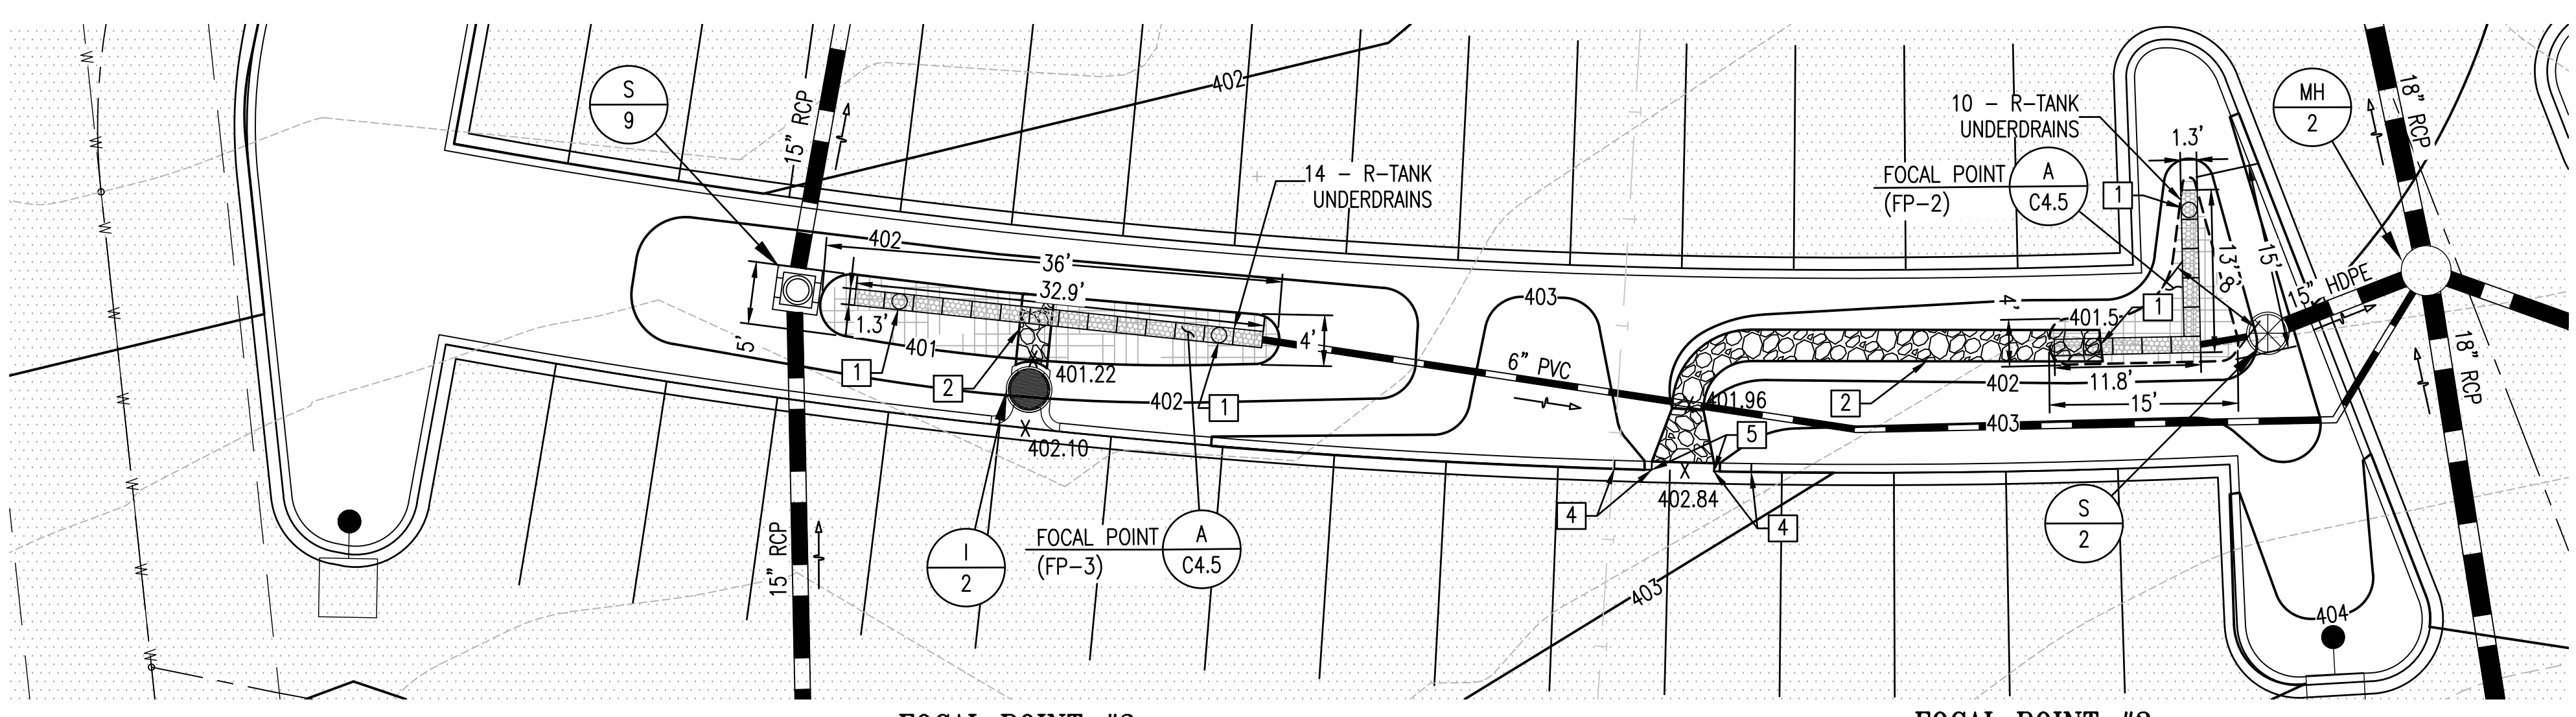 S
9
15" RCP
402
14 - R-TANK
UNDERDRAINS
10 - R-TANK
UNDERDRAINS
1.3'
FOCAL POINT
(FP-2)
A
C4.5
1
MH
2
18" RCP
402
36'
32.9'
1.3'
5'
401
4'
1
2
401.22
402
1
402.10
6" PVC
403
4'
401.5
1
13'-8"
15'
15" HDPE
402
11.8'
15'
401.96
2
403
5
402.84
4
4
18" RCP
15" RCP
I
2
FOCAL POINT
(FP-3)
A
C4.5
403
S
2
404
W
W
W
W
W
W
W
W
X
X
X